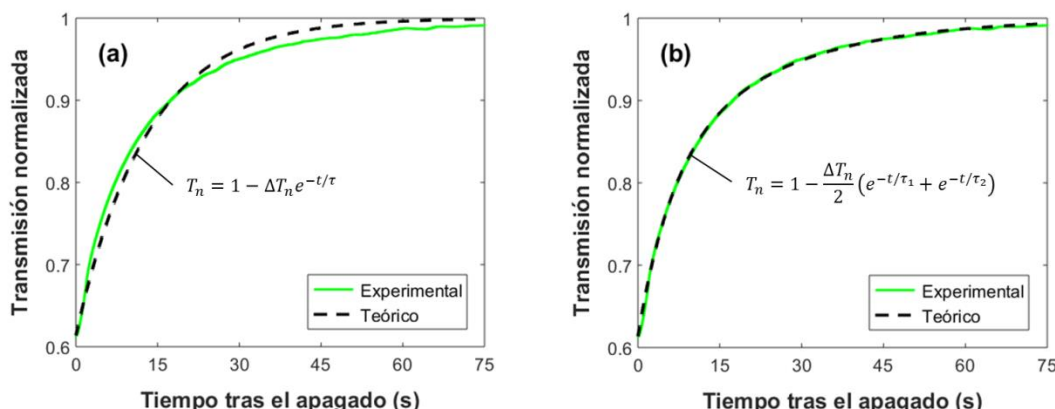 (a)
Transmisión normalizada
1
0.9
0.8
0.7
0.6
T_n = 1 − ΔT_n e^{−t/τ}
Experimental
Teórico
0 15 30 45 60 75
Tiempo tras el apagado (s)
(b)
Transmisión normalizada
1
0.9
0.8
0.7
0.6
T_n = 1 − ΔT_n/2 (e^{−t/τ_1} + e^{−t/τ_2})
Experimental
Teórico
0 15 30 45 60 75
Tiempo tras el apagado (s)